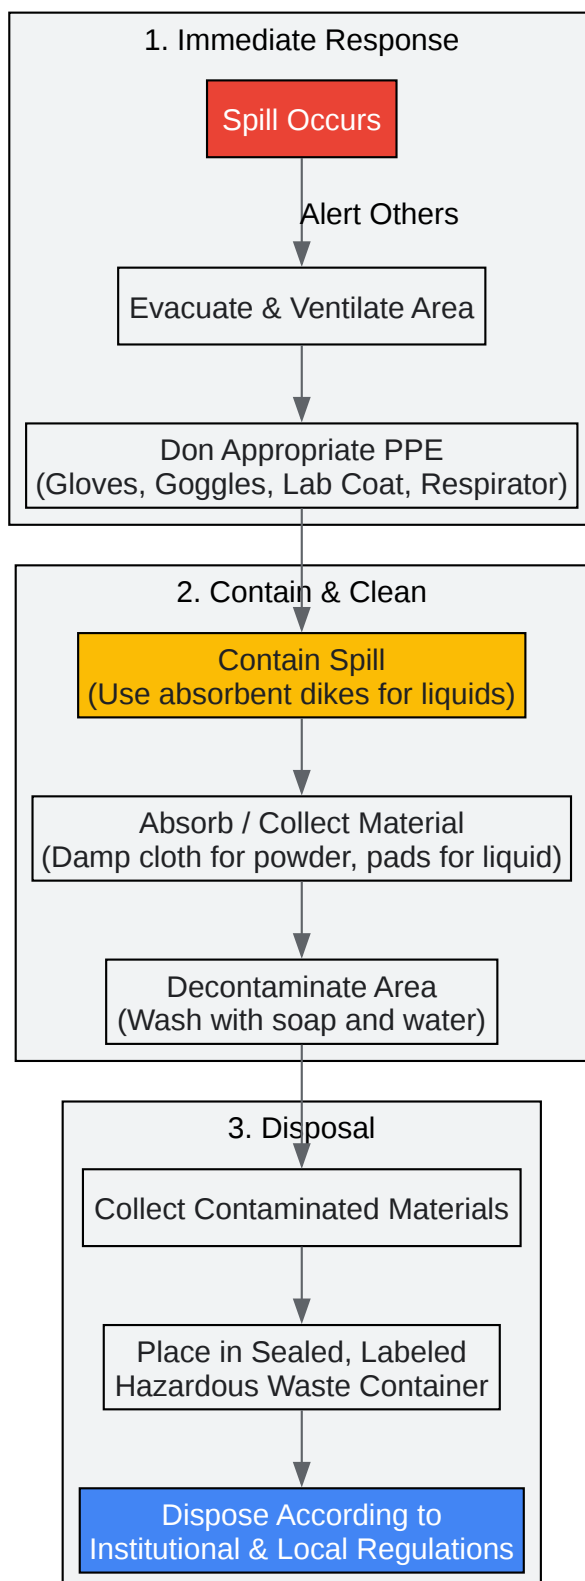 1. Immediate Response
Spill Occurs
Alert Others
Evacuate & Ventilate Area
Don Appropriate PPE
(Gloves, Goggles, Lab Coat, Respirator)
2. Contain & Clean
Contain Spill
(Use absorbent dikes for liquids)
Absorb / Collect Material
(Damp cloth for powder, pads for liquid)
Decontaminate Area
(Wash with soap and water)
3. Disposal
Collect Contaminated Materials
Place in Sealed, Labeled
Hazardous Waste Container
Dispose According to
Institutional & Local Regulations